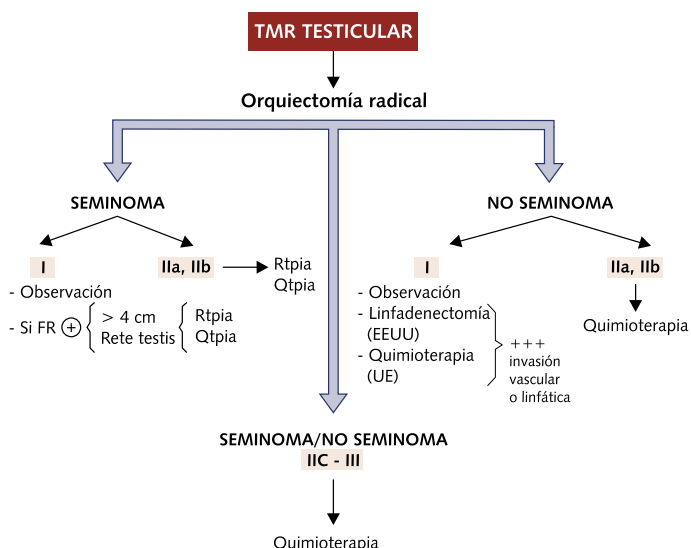 TMR TESTICULAR
Orquiectomía radical
SEMINOMA
I
- Observación
- Si FR +
> 4 cm
Rete testis
Rtpia
Qtpia
IIa, IIb
Rtpia
Qtpia
NO SEMINOMA
I
- Observación
- Linfadenectomía
(EEUU)
- Quimioterapia
(UE)
+++
invasión
vascular
o linfática
IIa, IIb
Quimioterapia
SEMINOMA/NO SEMINOMA
IIC - III
Quimioterapia